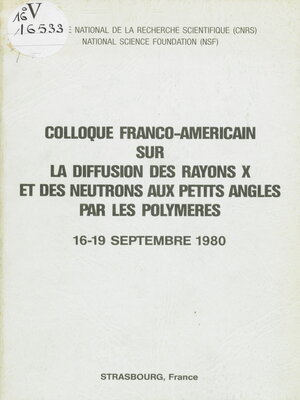 16°V
16533
E NATIONAL DE LA RECHERCHE SCIENTIFIQUE (CNRS)
NATIONAL SCIENCE FOUNDATION (NSF)
COLLOQUE FRANCO-AMERICAIN
SUR
LA DIFFUSION DES RAYONS X
ET DES NEUTRONS AUX PETITS ANGLES
PAR LES POLYMERES
16-19 SEPTEMBRE 1980
STRASBOURG, France